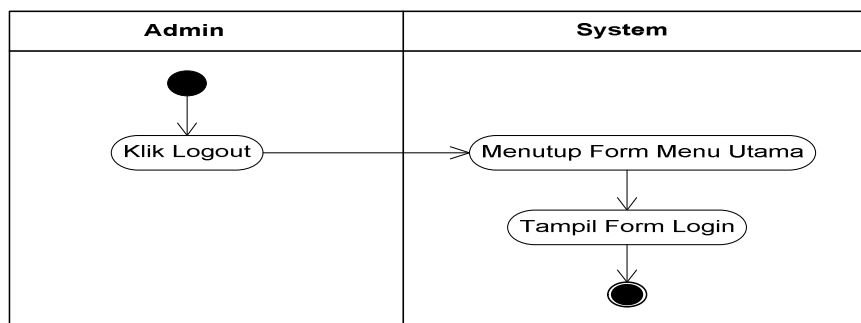 Admin
System
Klik Logout
Menutup Form Menu Utama
Tampil Form Login